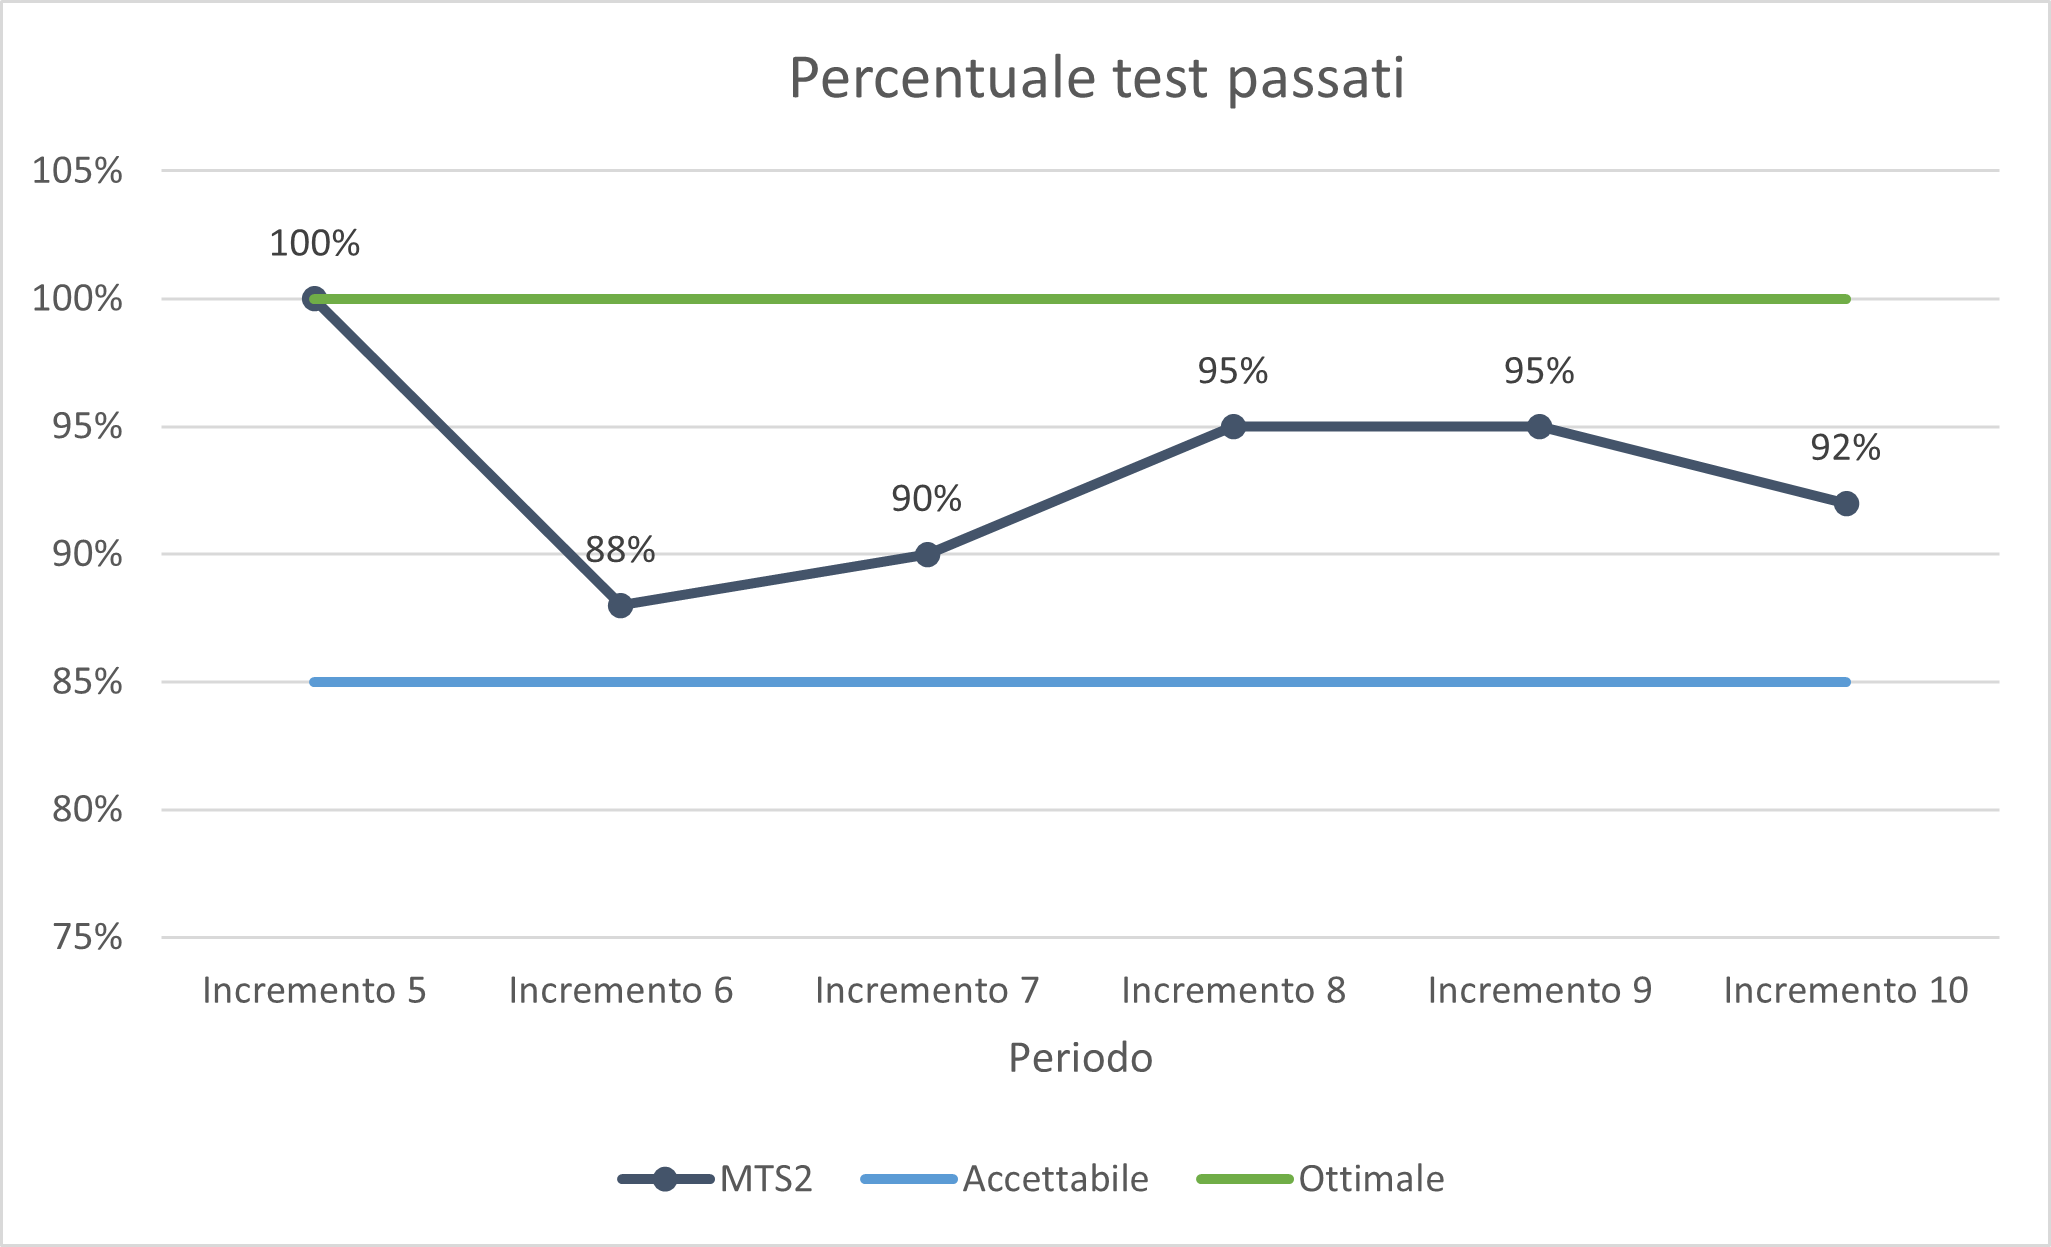 Percentuale test passati
105%
100%
95%
90%
85%
80%
75%
100%
88%
90%
95%
95%
92%
Incremento 5
Incremento 6
Incremento 7
Incremento 8
Incremento 9
Incremento 10
Periodo
MTS2
Accettabile
Ottimale